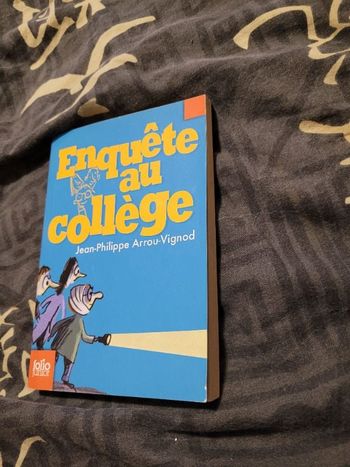 Enquête
au
collège
Jean-Philippe Arrou-Vignod
folio
junior